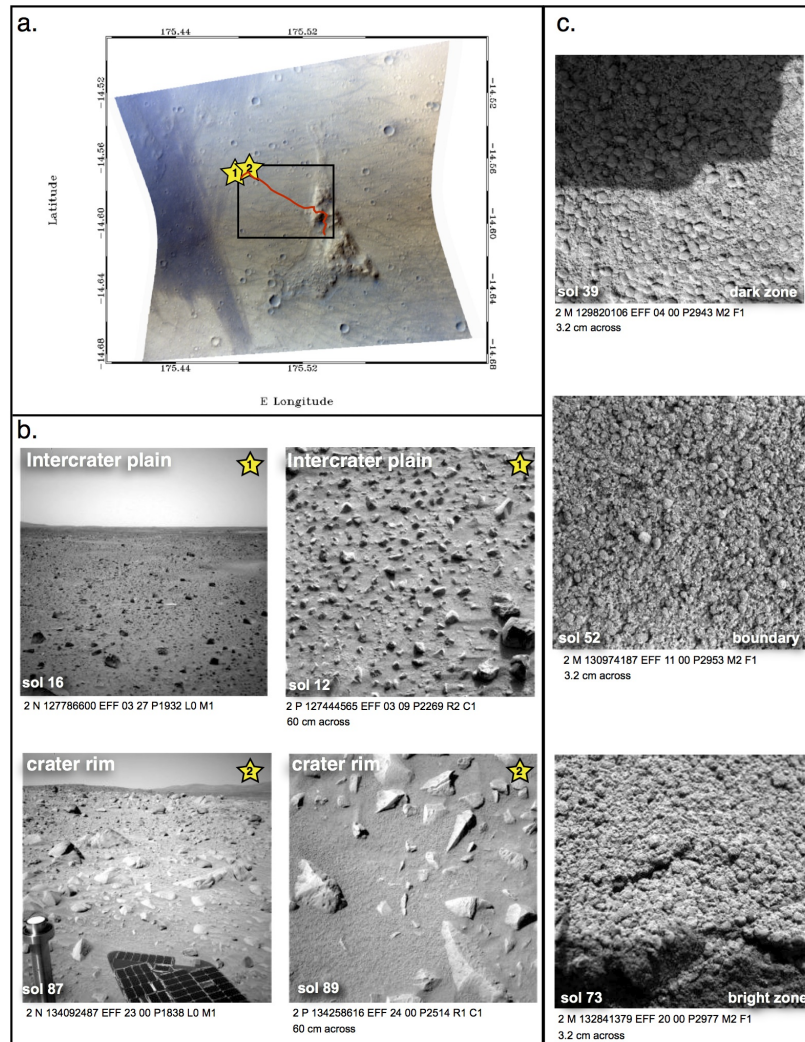 a.
175.44
175.52
-14.52
-14.52
-14.56
-14.56
-14.60
-14.60
-14.64
-14.64
-14.68
-14.68
175.44
175.52
Latitude
E Longitude
1
2
b.
Intercrater plain
1
sol 16
2 N 127786600 EFF 03 27 P1932 L0 M1
Intercrater plain
1
sol 12
2 P 127444565 EFF 03 09 P2269 R2 C1
60 cm across
crater rim
2
sol 87
2 N 134092487 EFF 23 00 P1838 L0 M1
crater rim
2
sol 89
2 P 134258616 EFF 24 00 P2514 R1 C1
60 cm across
c.
sol 39
dark zone
2 M 129820106 EFF 04 00 P2943 M2 F1
3.2 cm across
sol 52
boundary
2 M 130974187 EFF 11 00 P2953 M2 F1
3.2 cm across
sol 73
bright zone
2 M 132841379 EFF 20 00 P2977 M2 F1
3.2 cm across